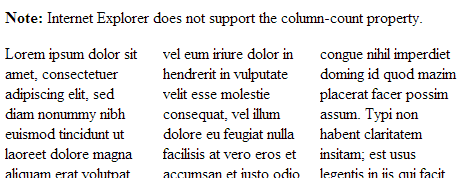 Note: Internet Explorer does not support the column-count property.
Lorem ipsum dolor sit
amet, consectetuer
adipiscing elit, sed
diam nonummy nibh
euismod tincidunt ut
laoreet dolore magna
aliquam erat volutpat
vel eum iriure dolor in
hendrerit in vulputate
velit esse molestie
consequat, vel illum
dolore eu feugiat nulla
facilisis at vero eros et
accumsan et iusto odio
congue nihil imperdiet
doming id quod mazim
placerat facer possim
assum. Typi non
habent claritatem
insitam; est usus
legentis in iis qui facit